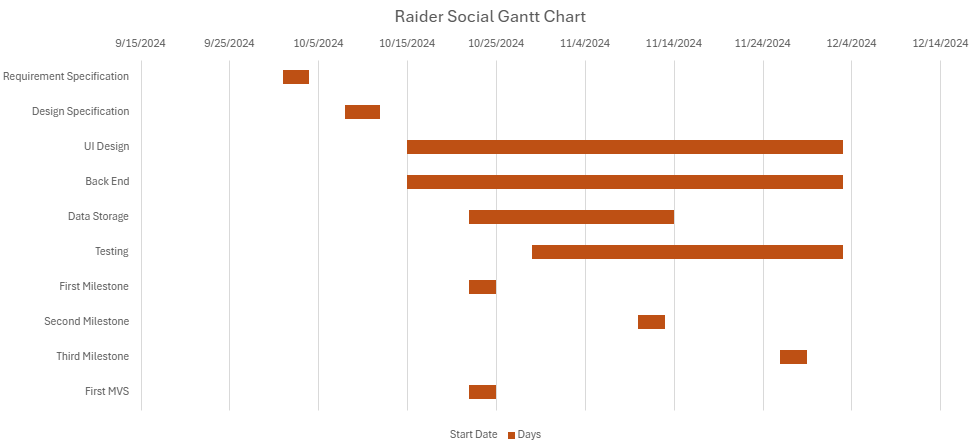 Raider Social Gantt Chart
9/15/2024 9/25/2024 10/5/2024 10/15/2024 10/25/2024 11/4/2024 11/14/2024 11/24/2024 12/4/2024 12/14/2024
Requirement Specification
Design Specification
UI Design
Back End
Data Storage
Testing
First Milestone
Second Milestone
Third Milestone
First MVS
Start Date Days